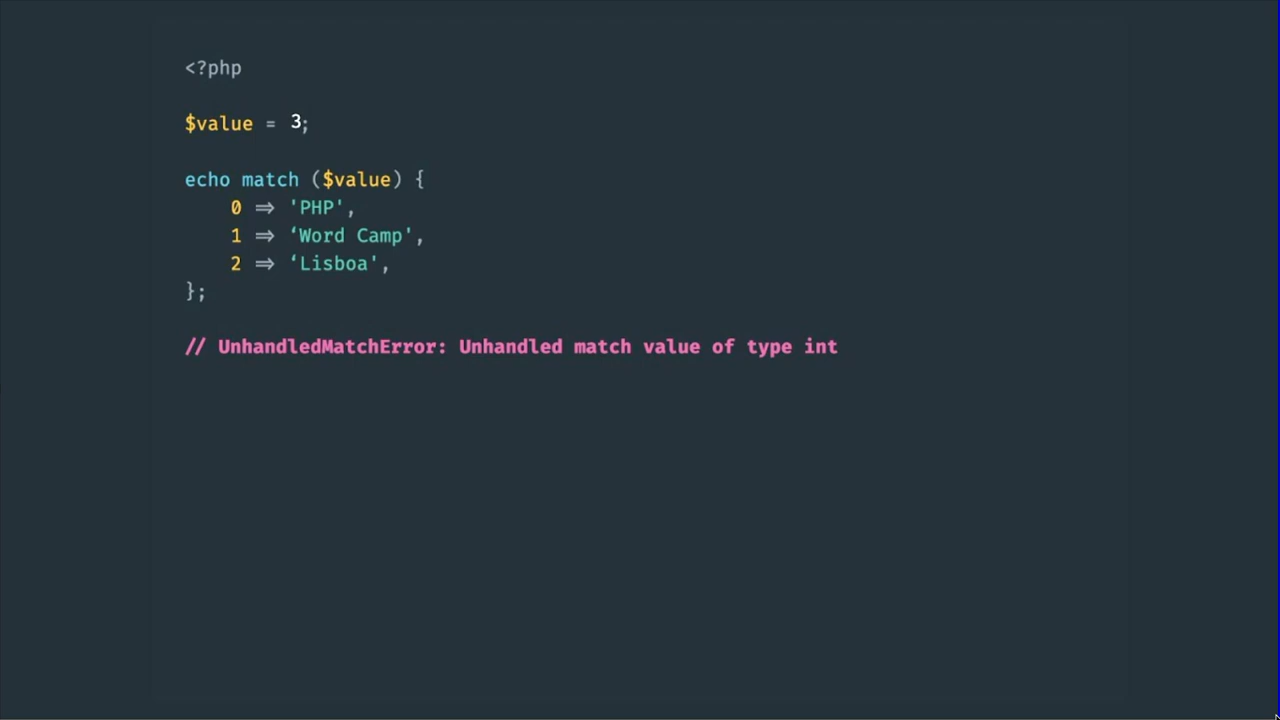 <?php
$value = 3;
echo match ($value) {
0 => 'PHP',
1 => ‘Word Camp',
2 => ‘Lisboa',
};
// UnhandledMatchError: Unhandled match value of type int